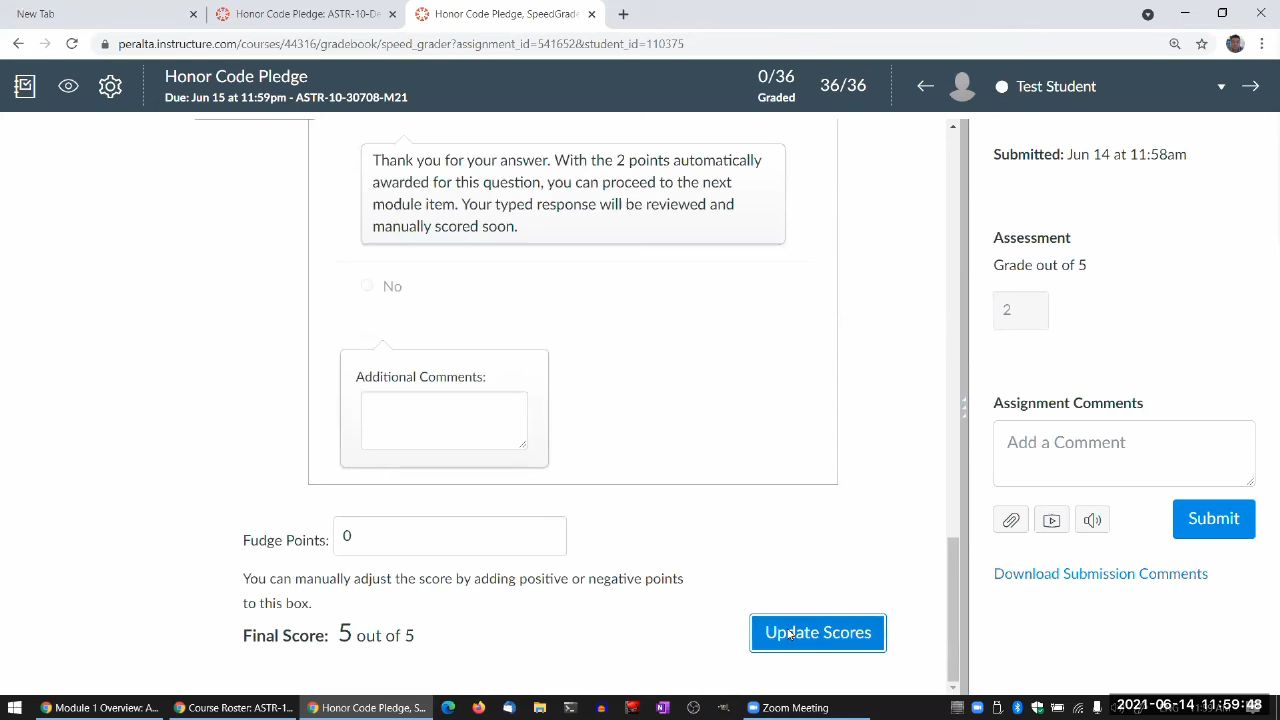 New Tab
Honor Code Pledge: ASTR-10-De
Honor Code Pledge, SpeedGrade
peralta.instructure.com/courses/44316/gradebook/speed_grader?assignment_id=541652&student_id=110375
Honor Code Pledge
Due: Jun 15 at 11:59pm - ASTR-10-30708-M21
0/36
Graded
36/36
Test Student
Thank you for your answer. With the 2 points automatically
awarded for this question, you can proceed to the next
module item. Your typed response will be reviewed and
manually scored soon.
No
Additional Comments:
Fudge Points: 0
You can manually adjust the score by adding positive or negative points
to this box.
Final Score: 5 out of 5
Update Scores
Submitted: Jun 14 at 11:58am
Assessment
Grade out of 5
2
Assignment Comments
Add a Comment
Submit
Download Submission Comments
Module 1 Overview: A...
Course Roster: ASTR-1...
Honor Code Pledge, S...
Zoom Meeting
2021-06-14 11:59:48